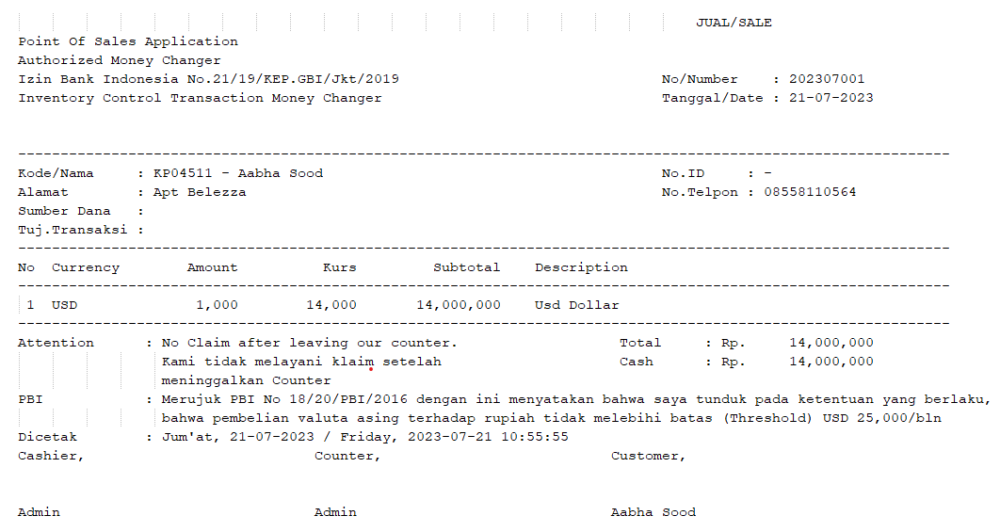 JUAL/SALE
Point Of Sales Application
Authorized Money Changer
Izin Bank Indonesia No.21/19/KEP.GBI/Jkt/2019 No/Number : 202307001
Inventory Control Transaction Money Changer Tanggal/Date : 21-07-2023
--------------------------------------------------------------------------------------------------------------
Kode/Nama : KP04511 - Aabha Sood No.ID : -
Alamat : Apt Belezza No.Telpon : 08558110564
Sumber Dana :
Tuj.Transaksi :
--------------------------------------------------------------------------------------------------------------
No Currency Amount Kurs Subtotal Description
--------------------------------------------------------------------------------------------------------------
1 USD 1,000 14,000 14,000,000 Usd Dollar
--------------------------------------------------------------------------------------------------------------
Attention : No Claim after leaving our counter. Total : Rp. 14,000,000
Kami tidak melayani klaim setelah Cash : Rp. 14,000,000
meninggalkan Counter
PBI : Merujuk PBI No 18/20/PBI/2016 dengan ini menyatakan bahwa saya tunduk pada ketentuan yang berlaku,
bahwa pembelian valuta asing terhadap rupiah tidak melebihi batas (Threshold) USD 25,000/bln
Dicetak : Jum'at, 21-07-2023 / Friday, 2023-07-21 10:55:55
Cashier, Counter, Customer,
Admin Admin Aabha Sood